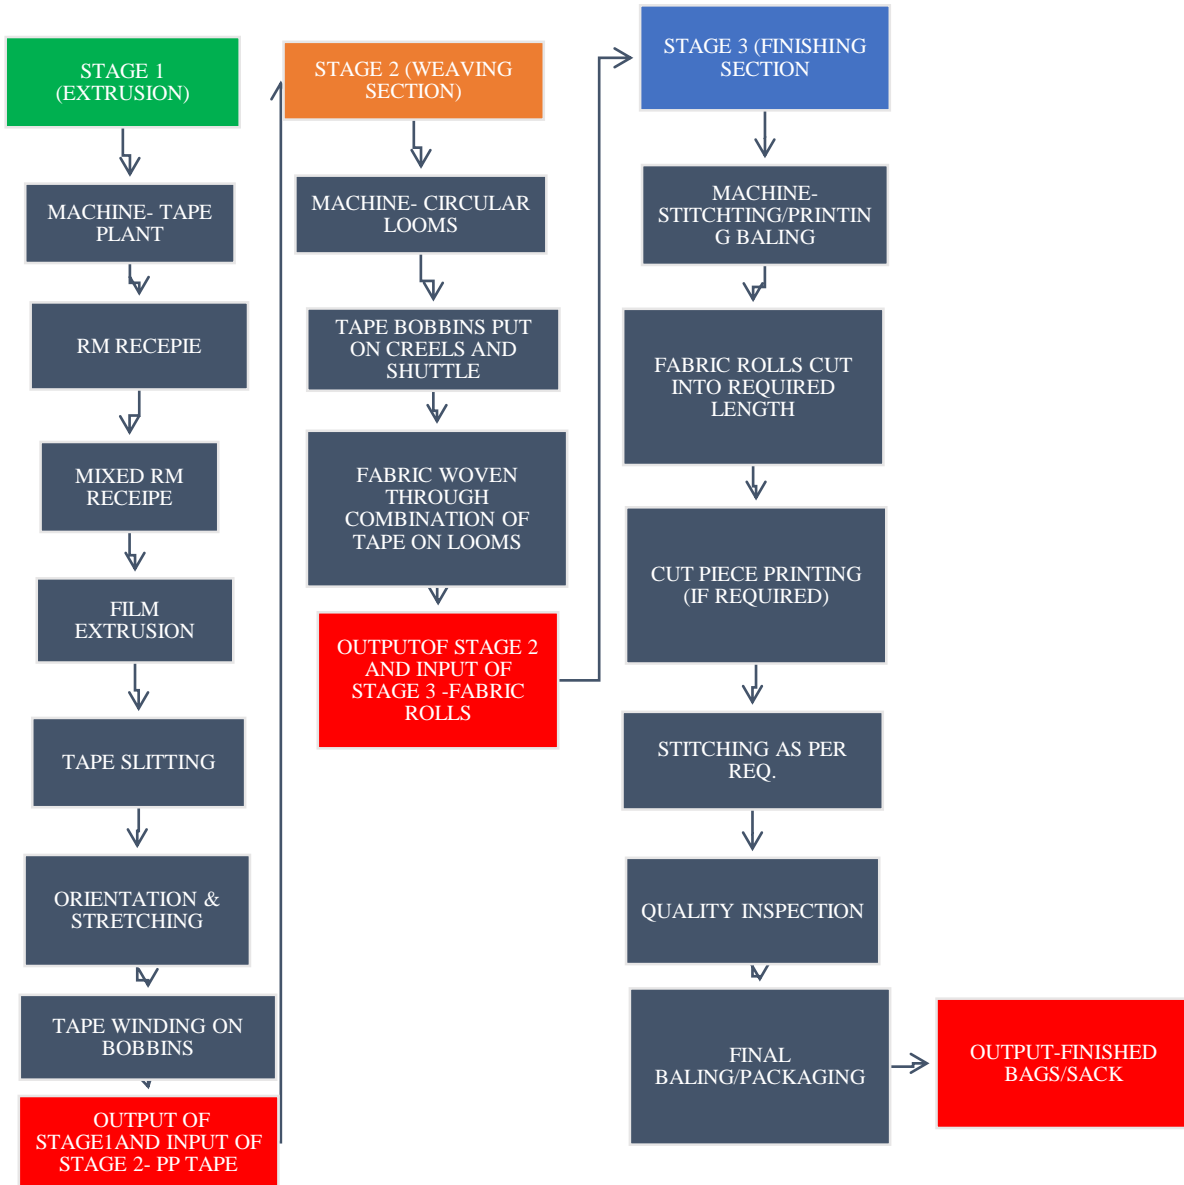 STAGE 1
(EXTRUSION)
MACHINE- TAPE
PLANT
RM RECEPIE
MIXED RM
RECEIPE
FILM
EXTRUSION
TAPE SLITTING
ORIENTATION &
STRETCHING
TAPE WINDING ON
BOBBINS
OUTPUT OF
STAGE1AND INPUT OF
STAGE 2- PP TAPE
STAGE 2 (WEAVING
SECTION)
MACHINE- CIRCULAR
LOOMS
TAPE BOBBINS PUT
ON CREELS AND
SHUTTLE
FABRIC WOVEN
THROUGH
COMBINATION OF
TAPE ON LOOMS
OUTPUTOF STAGE 2
AND INPUT OF
STAGE 3 -FABRIC
ROLLS
STAGE 3 (FINISHING
SECTION
MACHINE-
STITCHTING/PRINTIN
G BALING
FABRIC ROLLS CUT
INTO REQUIRED
LENGTH
CUT PIECE PRINTING
(IF REQUIRED)
STITCHING AS PER
REQ.
QUALITY INSPECTION
FINAL
BALING/PACKAGING
OUTPUT-FINISHED
BAGS/SACK